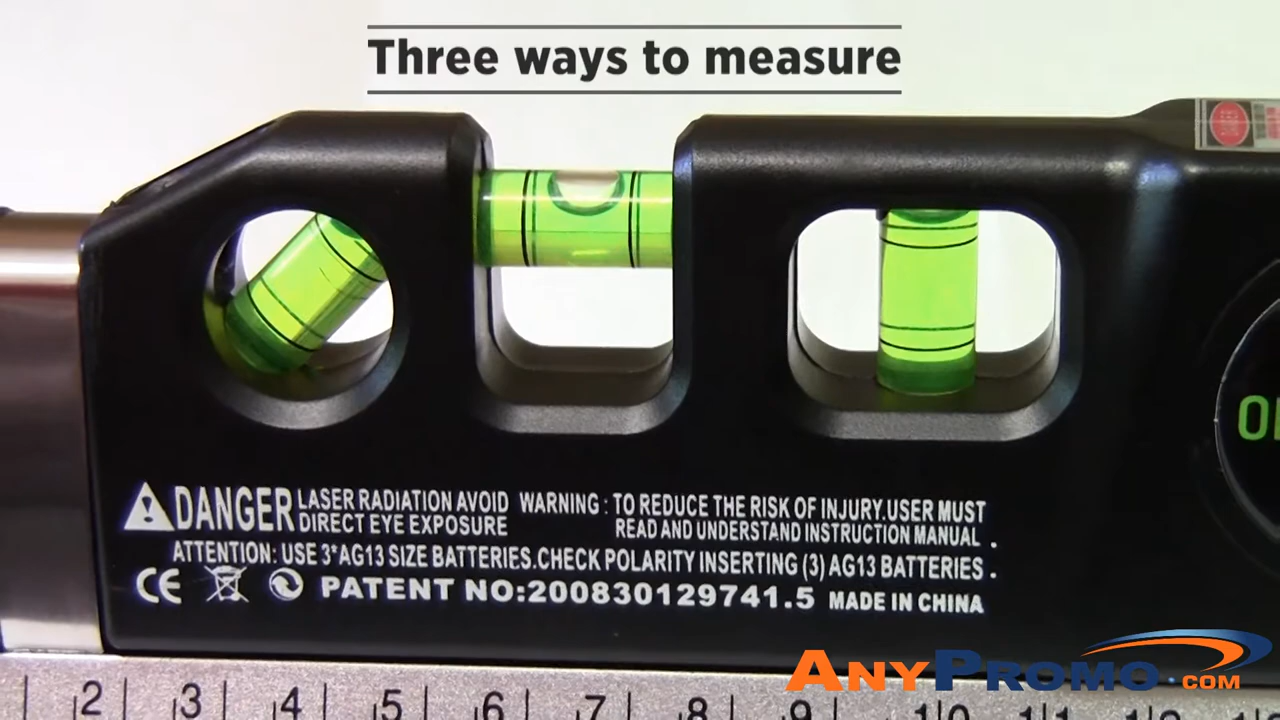 Three ways to measure
DANGER
LASER RADIATION AVOID
DIRECT EYE EXPOSURE
WARNING : TO REDUCE THE RISK OF INJURY.USER MUST
READ AND UNDERSTAND INSTRUCTION MANUAL .
ATTENTION: USE 3*AG13 SIZE BATTERIES.CHECK POLARITY INSERTING (3) AG13 BATTERIES .
CE PATENT NO:200830129741.5 MADE IN CHINA
ANYPROMO.COM
2 3 4 5 6 7 8 9 10 11